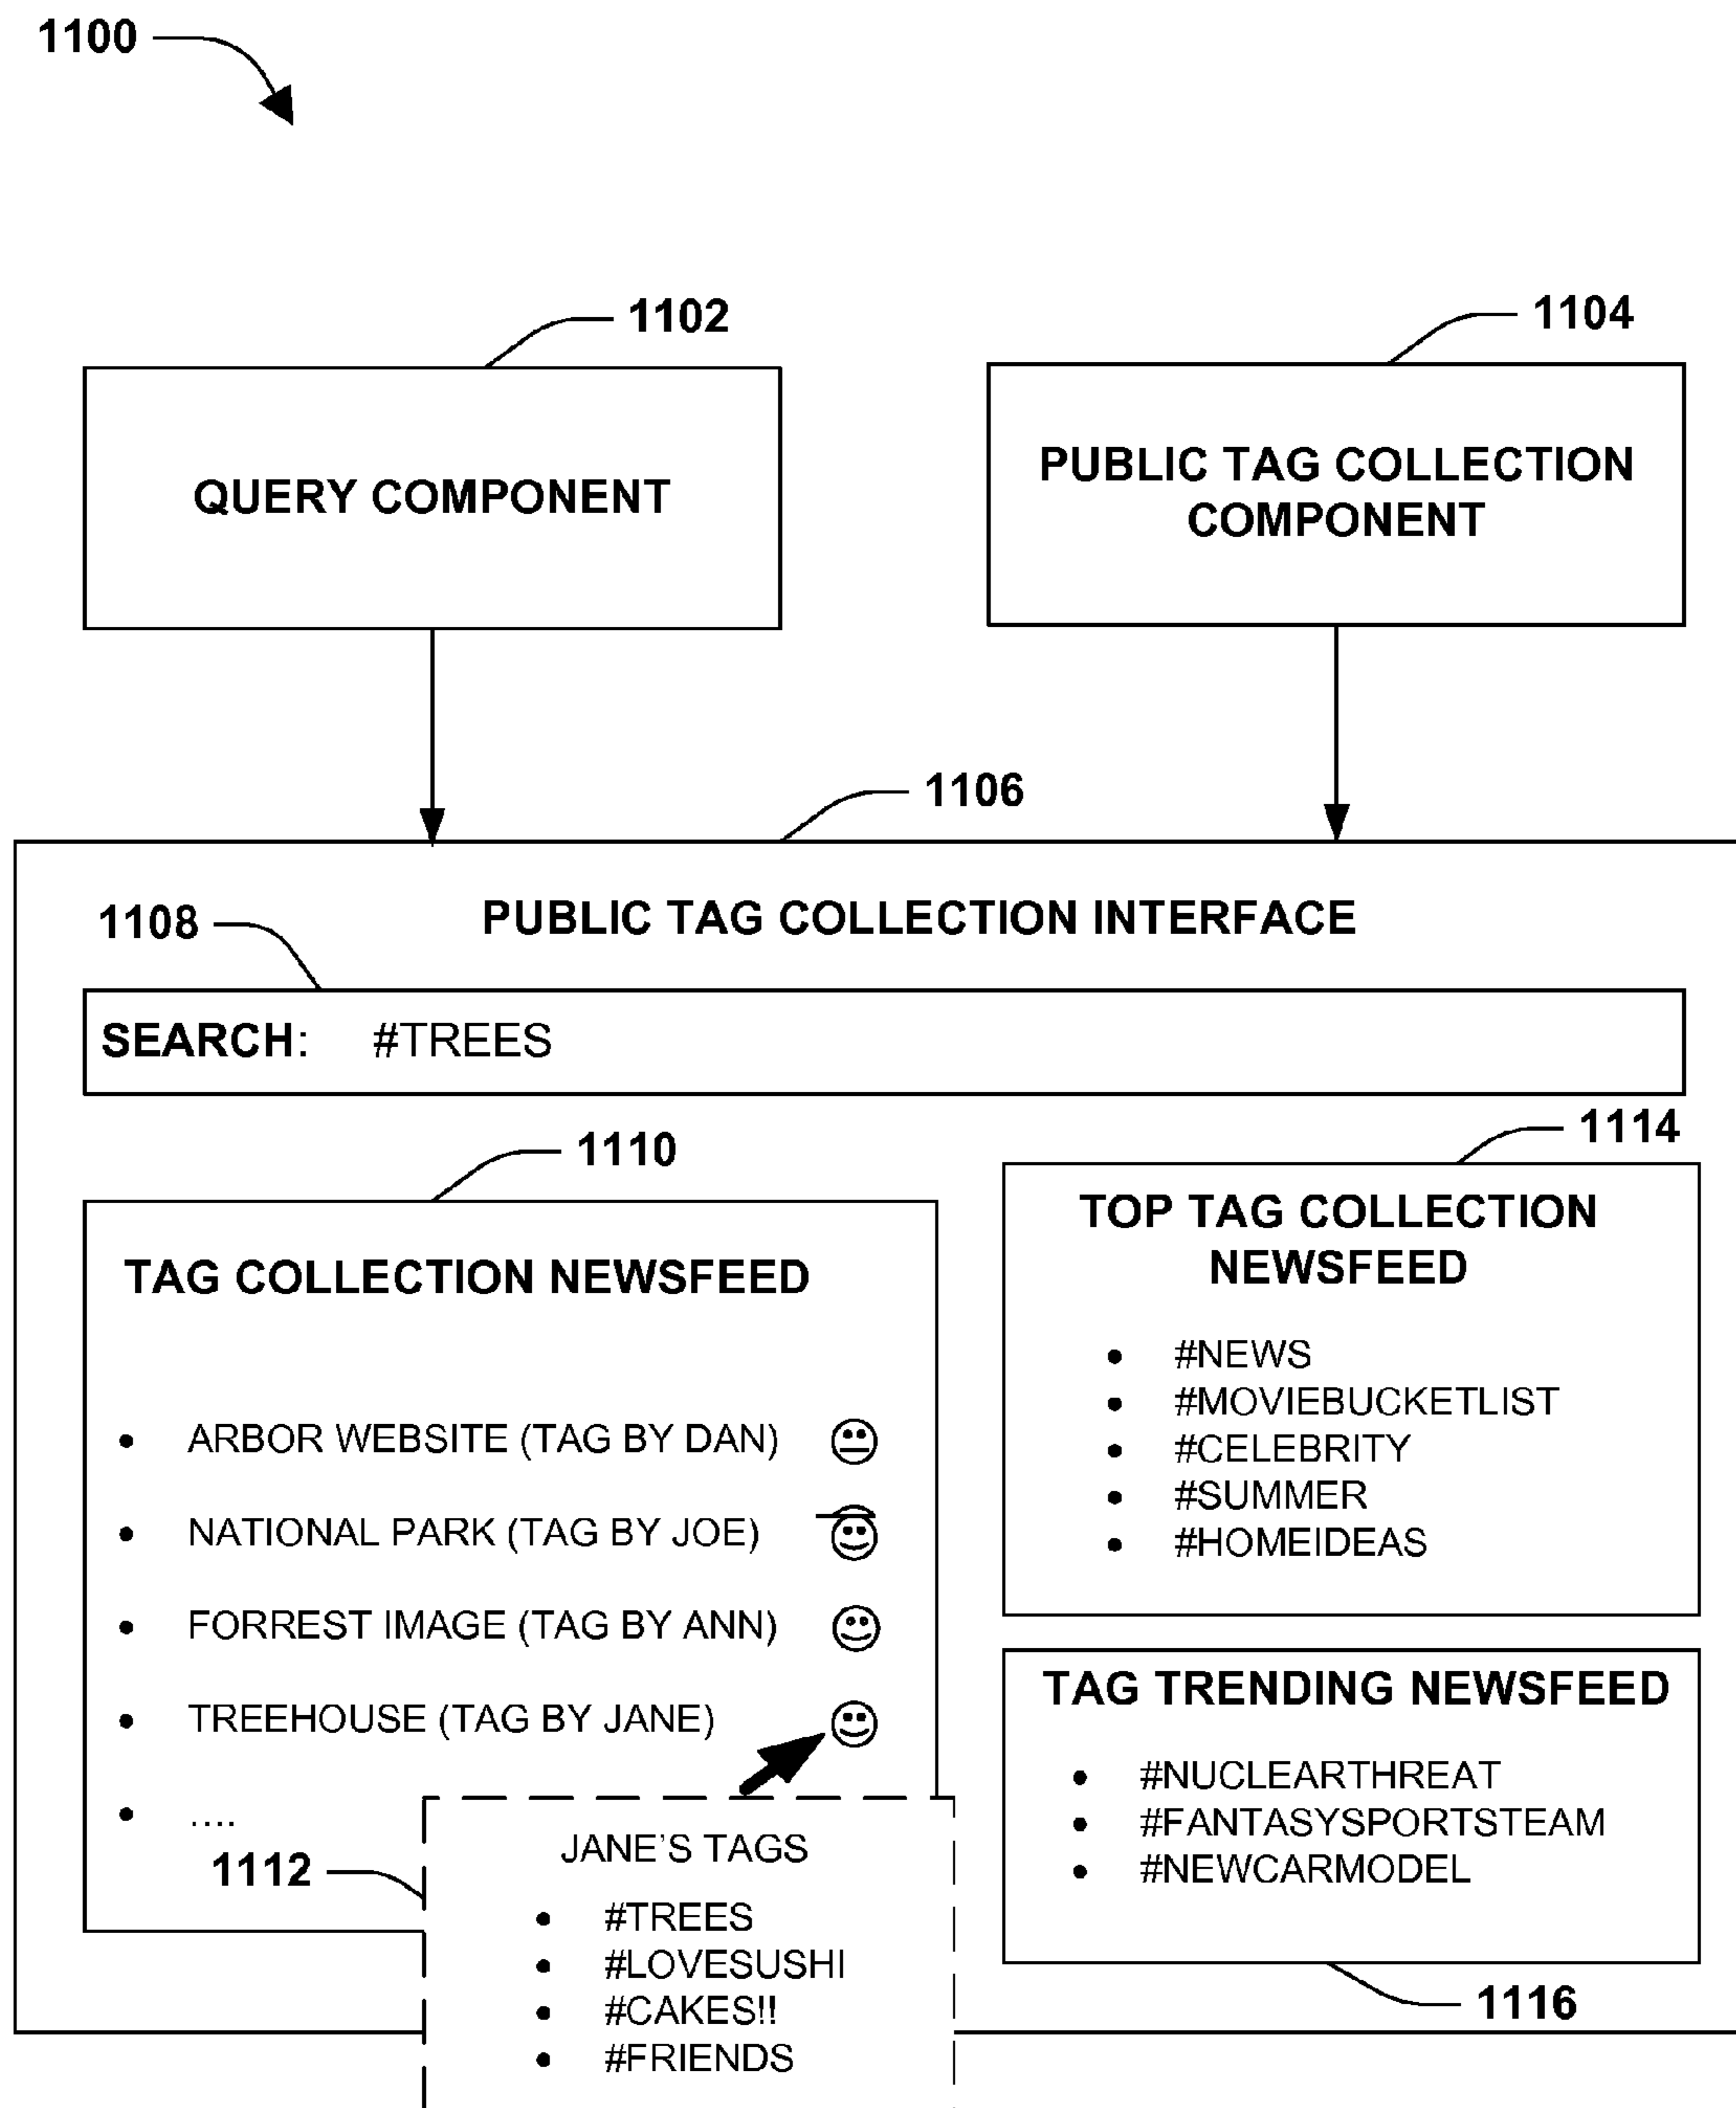 1100
1102
1104
QUERY COMPONENT
PUBLIC TAG COLLECTION
COMPONENT
1106
1108
PUBLIC TAG COLLECTION INTERFACE
SEARCH: #TREES
1110
1114
TAG COLLECTION NEWSFEED
• ARBOR WEBSITE (TAG BY DAN)
• NATIONAL PARK (TAG BY JOE)
• FORREST IMAGE (TAG BY ANN)
• TREEHOUSE (TAG BY JANE)
• ....
1112
JANE'S TAGS
• #TREES
• #LOVESUSHI
• #CAKES!!
• #FRIENDS
TOP TAG COLLECTION
NEWSFEED
• #NEWS
• #MOVIEBUCKETLIST
• #CELEBRITY
• #SUMMER
• #HOMEIDEAS
TAG TRENDING NEWSFEED
• #NUCLEARTHREAT
• #FANTASYSPORTSTEAM
• #NEWCARMODEL
1116